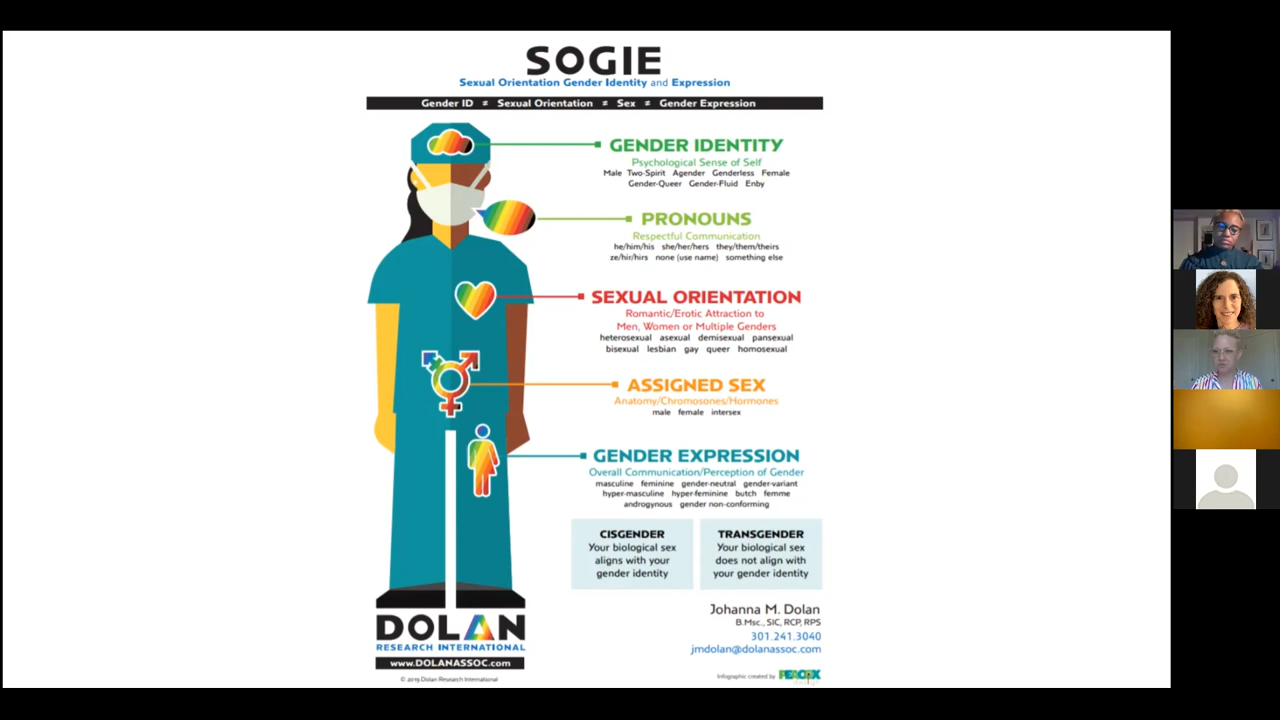 SOGIE
Sexual Orientation Gender Identity and Expression
Gender ID ≠ Sexual Orientation ≠ Sex ≠ Gender Expression
GENDER IDENTITY
Psychological Sense of Self
Male Two-Spirit Agender Genderless Female
Gender-Queer Gender-Fluid Enby
PRONOUNS
Respectful Communication
he/him/his she/her/hers they/them/theirs
ze/hir/hirs none (use name) something else
SEXUAL ORIENTATION
Romantic/Erotic Attraction to
Men, Women or Multiple Genders
heterosexual asexual demisexual pansexual
bisexual lesbian gay queer homosexual
ASSIGNED SEX
Anatomy/Chromosones/Hormones
male female intersex
GENDER EXPRESSION
Overall Communication/Perception of Gender
masculine feminine gender-neutral gender-variant
hyper-masculine hyper-feminine butch femme
androgynous gender non-conforming
CISGENDER
Your biological sex
aligns with your
gender identity
TRANSGENDER
Your biological sex
does not align with
your gender identity
DOLAN
RESEARCH INTERNATIONAL
www.DOLANASSOC.com
© 2019 Dolan Research International
Johanna M. Dolan
B.Msc., SIC, RCP, RPS
301.241.3040
jmdolan@dolanassoc.com
Infographic created by